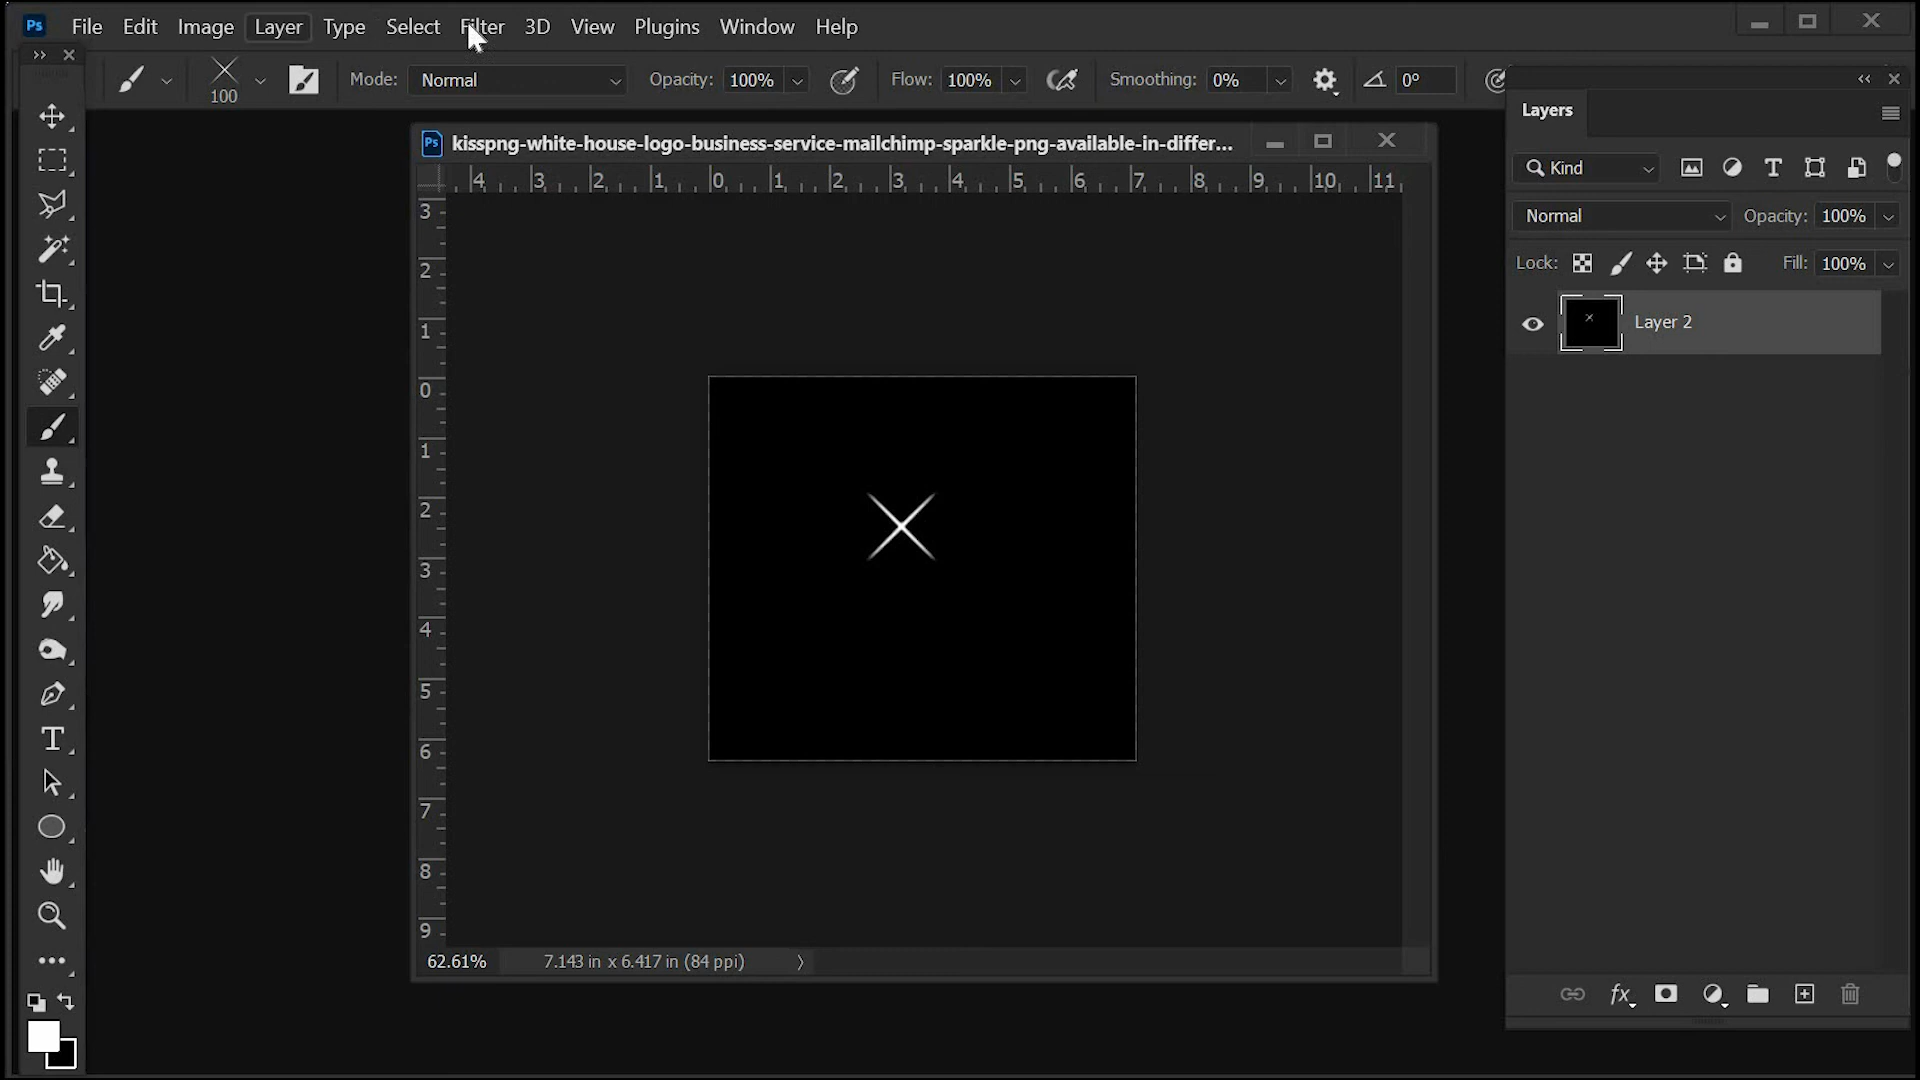 Ps File Edit Image Layer Type Select Filter 3D View Plugins Window Help
100 Mode: Normal Opacity: 100% Flow: 100% Smoothing: 0% 0°
Ps kisspng-white-house-logo-business-service-mailchimp-sparkle-png-available-in-differ...
4 3 2 1 0 1 2 3 4 5 6 7 8 9 10 11
3
2
1
0
1
2
3
4
5
6
7
8
9
62.61% 7.143 in x 6.417 in (84 ppi)
Layers
Kind
Normal Opacity: 100%
Lock: Fill: 100%
Layer 2
fx